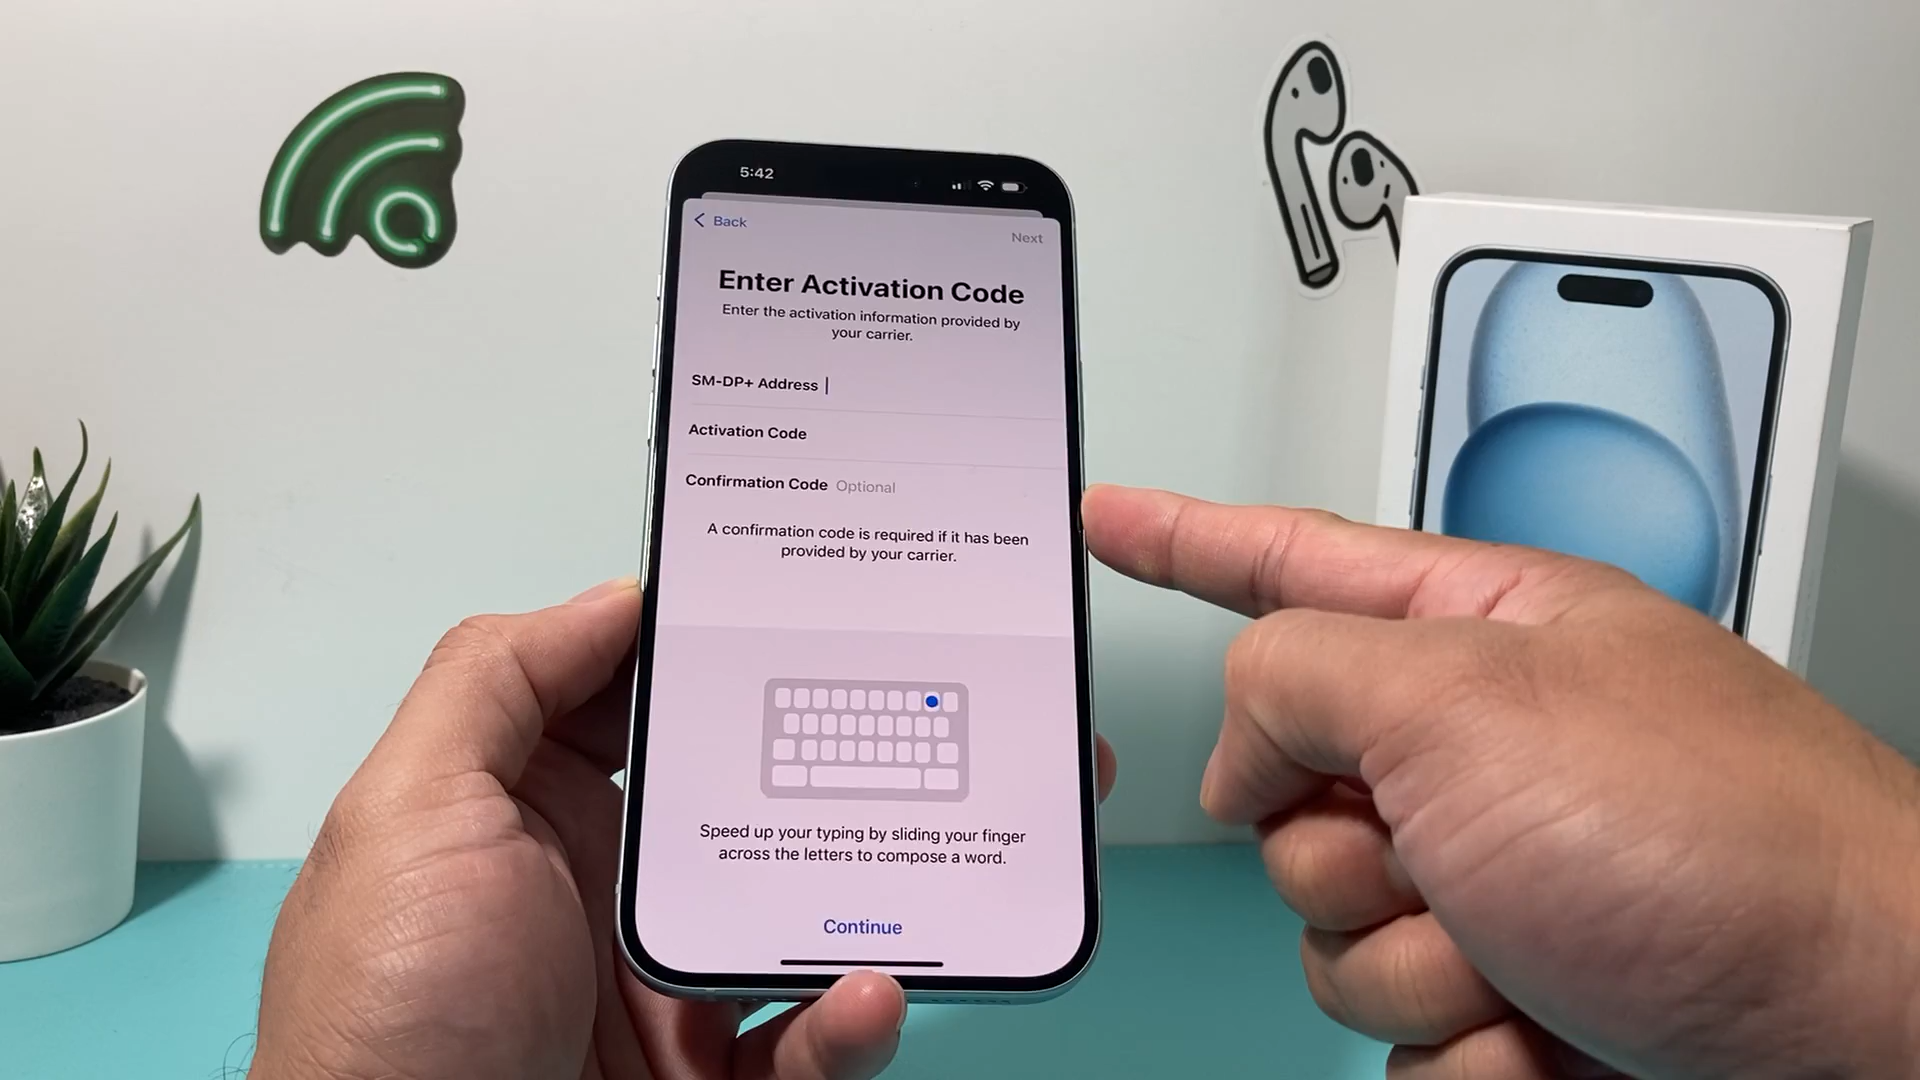 5:42
Back
Next
Enter Activation Code
Enter the activation information provided by
your carrier.
SM-DP+ Address
Activation Code
Confirmation Code Optional
A confirmation code is required if it has been
provided by your carrier.
Speed up your typing by sliding your finger
across the letters to compose a word.
Continue